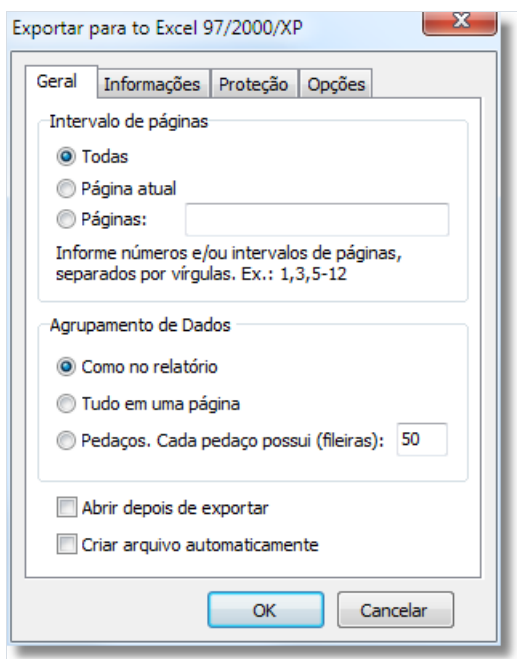 Exportar para to Excel 97/2000/XP
Geral Informações Proteção Opções
Intervalo de páginas
Todas
Página atual
Páginas:
Informe números e/ou intervalos de páginas,
separados por vírgulas. Ex.: 1,3,5-12
Agrupamento de Dados
Como no relatório
Tudo em uma página
Pedaços. Cada pedaço possui (fileiras): 50
Abrir depois de exportar
Criar arquivo automaticamente
OK Cancelar